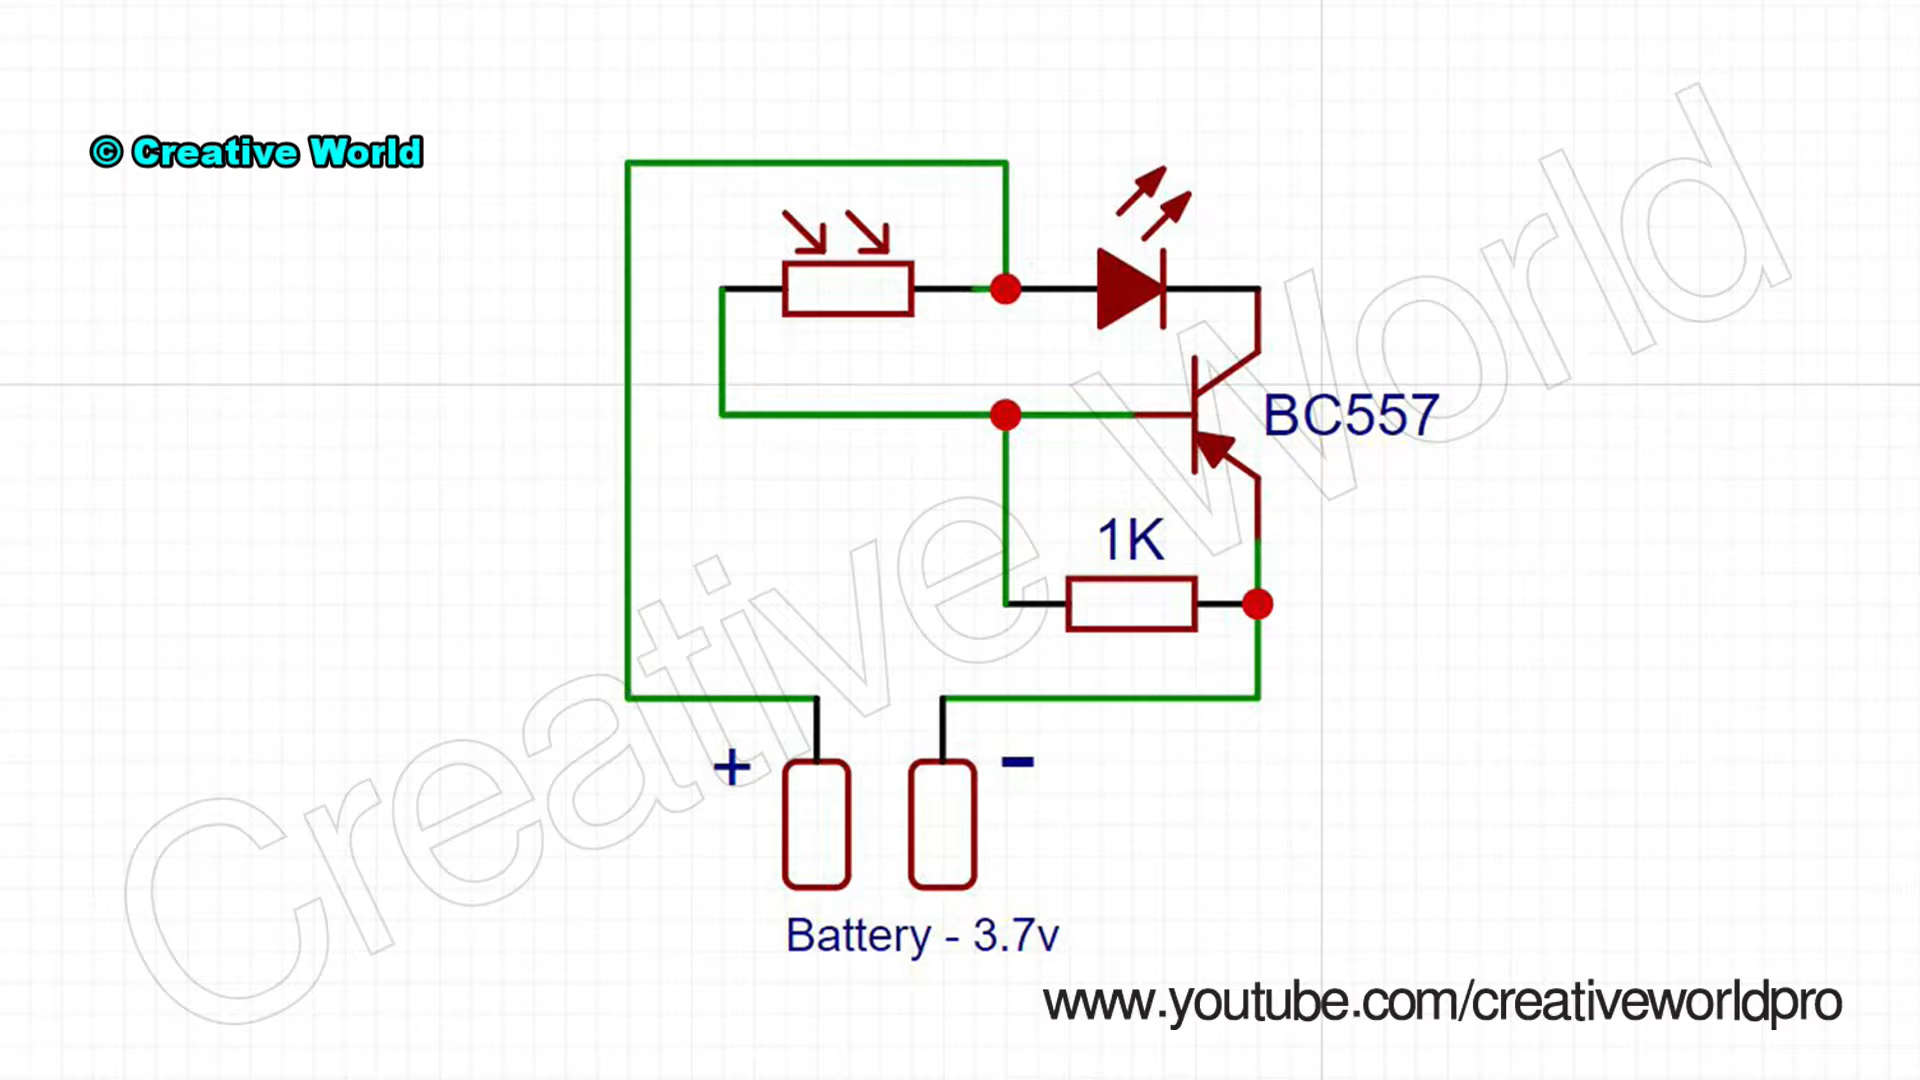 © Creative World
BC557
1K
Creative World
+
-
Battery - 3.7v
www.youtube.com/creativeworldpro